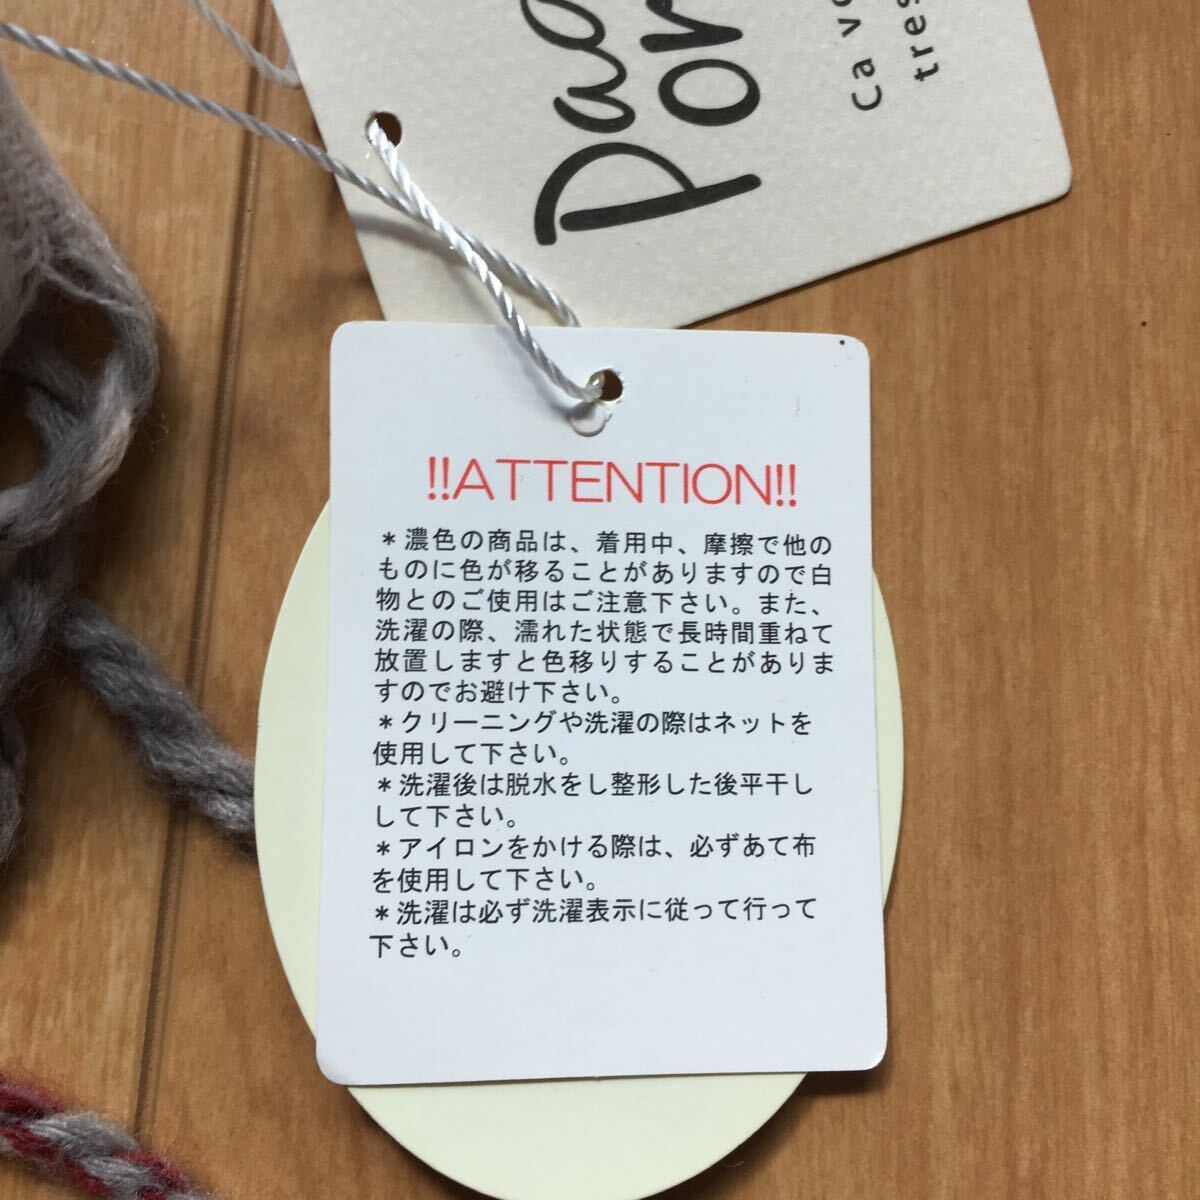 !!ATTENTION!!
＊濃色の商品は、着用中、摩擦で他の
ものに色が移ることがありますので白
物とのご使用はご注意下さい。また、
洗濯の際、濡れた状態で長時間重ねて
放置しますと色移りすることがありま
すのでお避け下さい。
＊クリーニングや洗濯の際はネットを
使用して下さい。
＊洗濯後は脱水をし整形した後平干し
して下さい。
＊アイロンをかける際は、必ずあて布
を使用して下さい。
＊洗濯は必ず洗濯表示に従って行って
下さい。